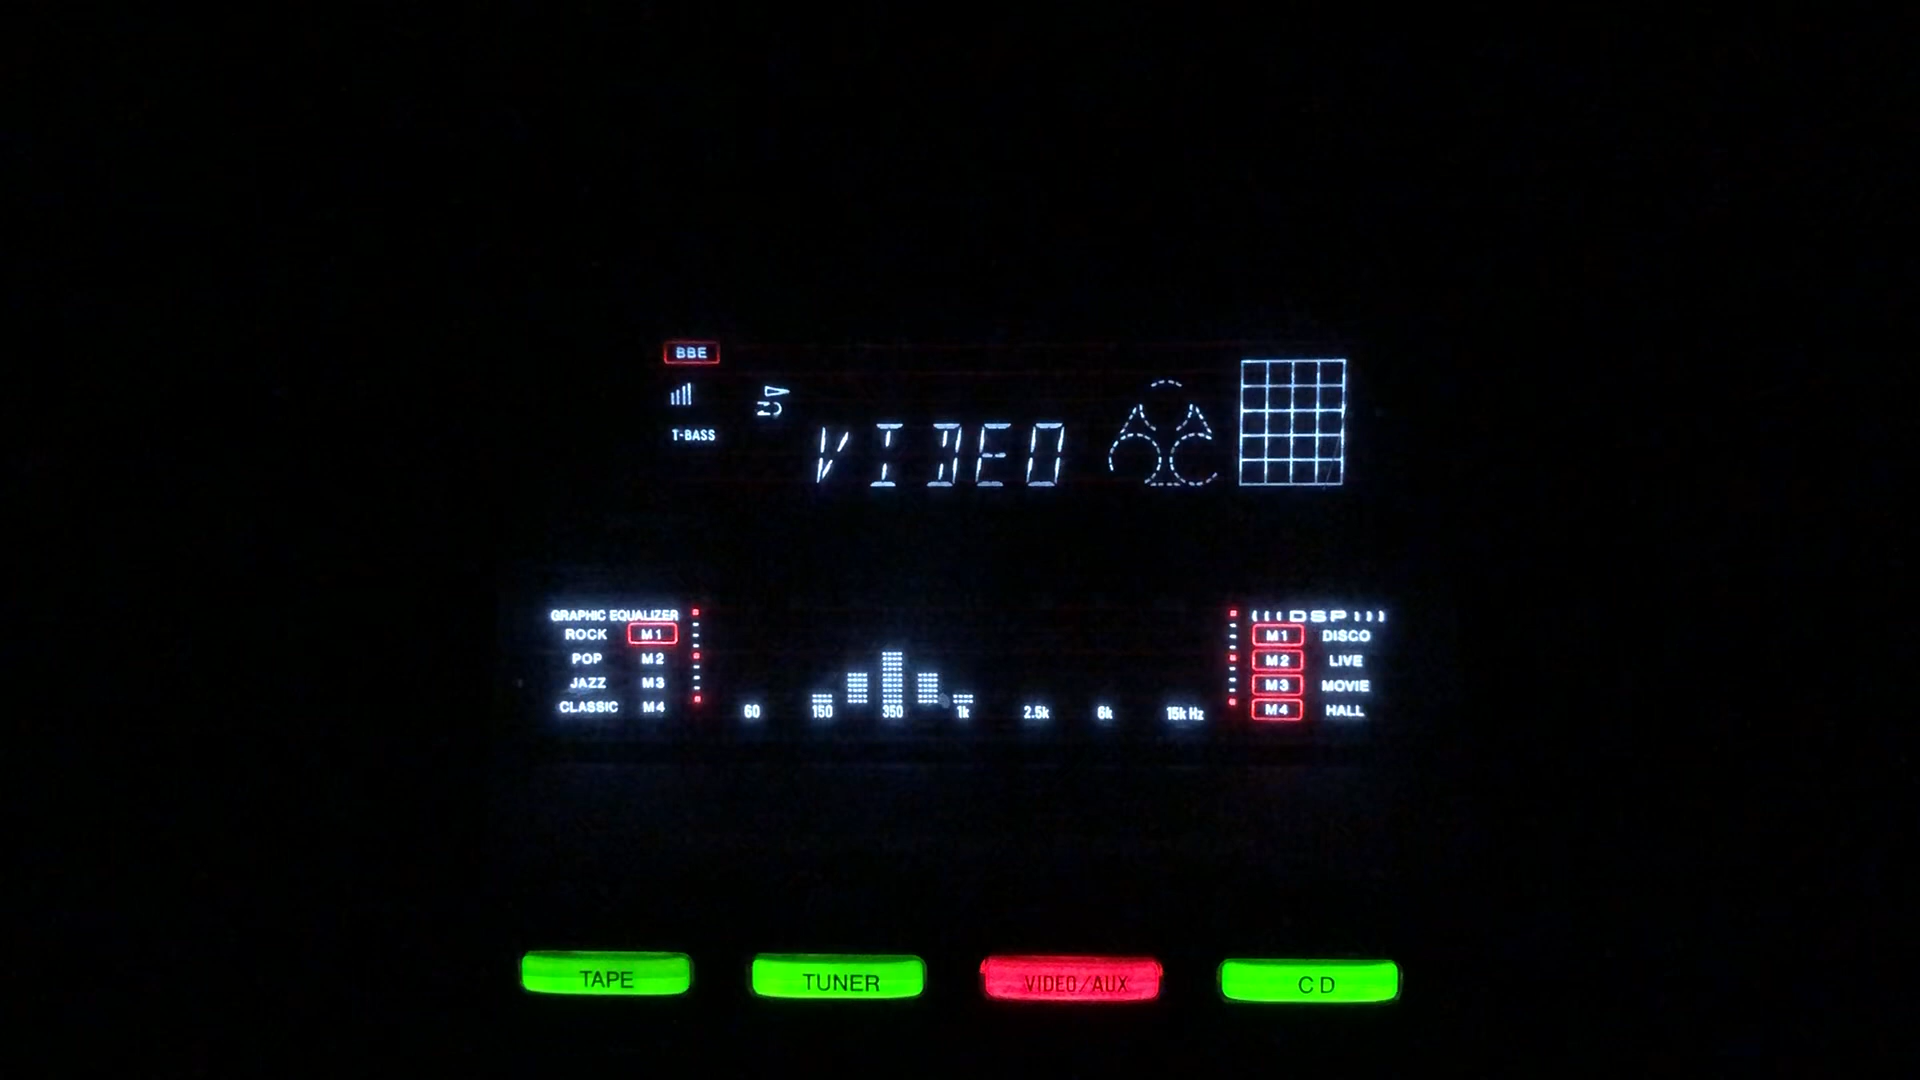 BBE
T-BASS
VIDEO
GRAPHIC EQUALIZER
ROCK M1
POP M2
JAZZ M3
CLASSIC M4
60 150 350 1k 2.5k 6k 15k Hz
DSP
M1 DISCO
M2 LIVE
M3 MOVIE
M4 HALL
TAPE TUNER VIDEO/AUX CD